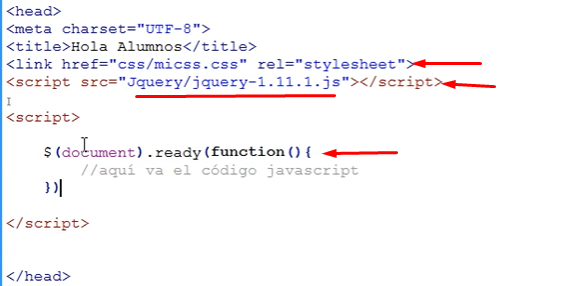 <head>
<meta charset="UTF-8">
<title>Hola Alumnos</title>
<link href="css/micss.css" rel="stylesheet">
<script src="Jquery/jquery-1.11.1.js"></script>
<script>
$(document).ready(function(){
//aquí va el código javascript
})
</script>
</head>